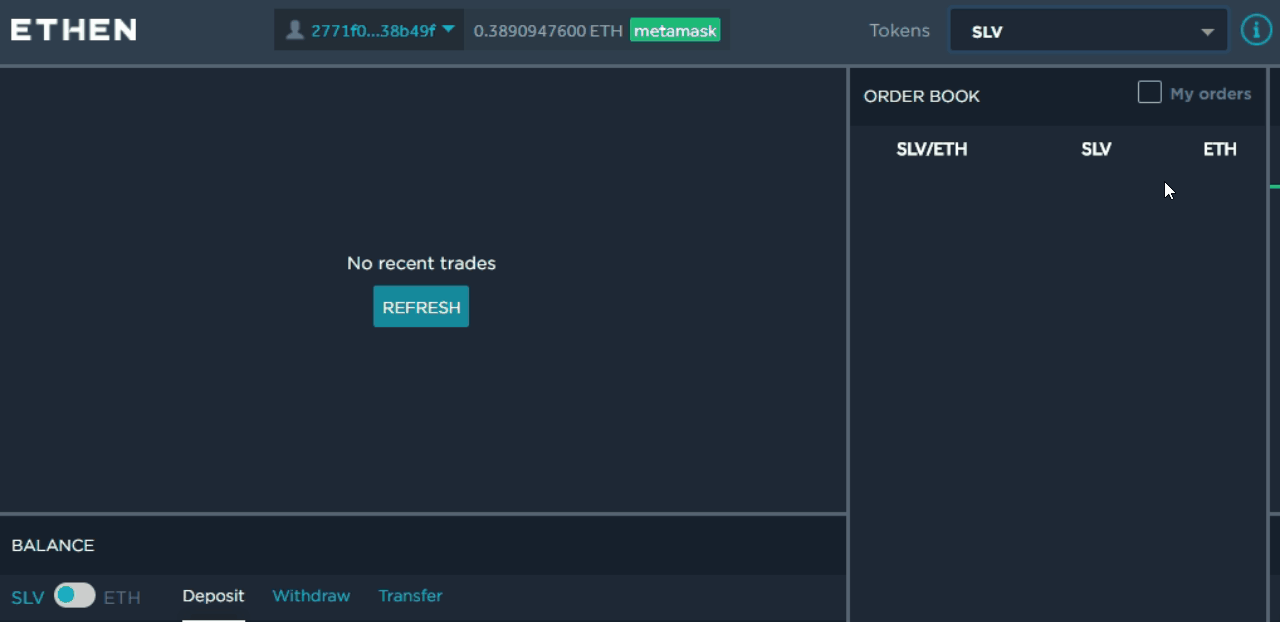 ETHEN
2771f0...38b49f 0.3890947600 ETH metamask
Tokens SLV
ORDER BOOK My orders
SLV/ETH SLV ETH
No recent trades
REFRESH
BALANCE
SLV ETH Deposit Withdraw Transfer